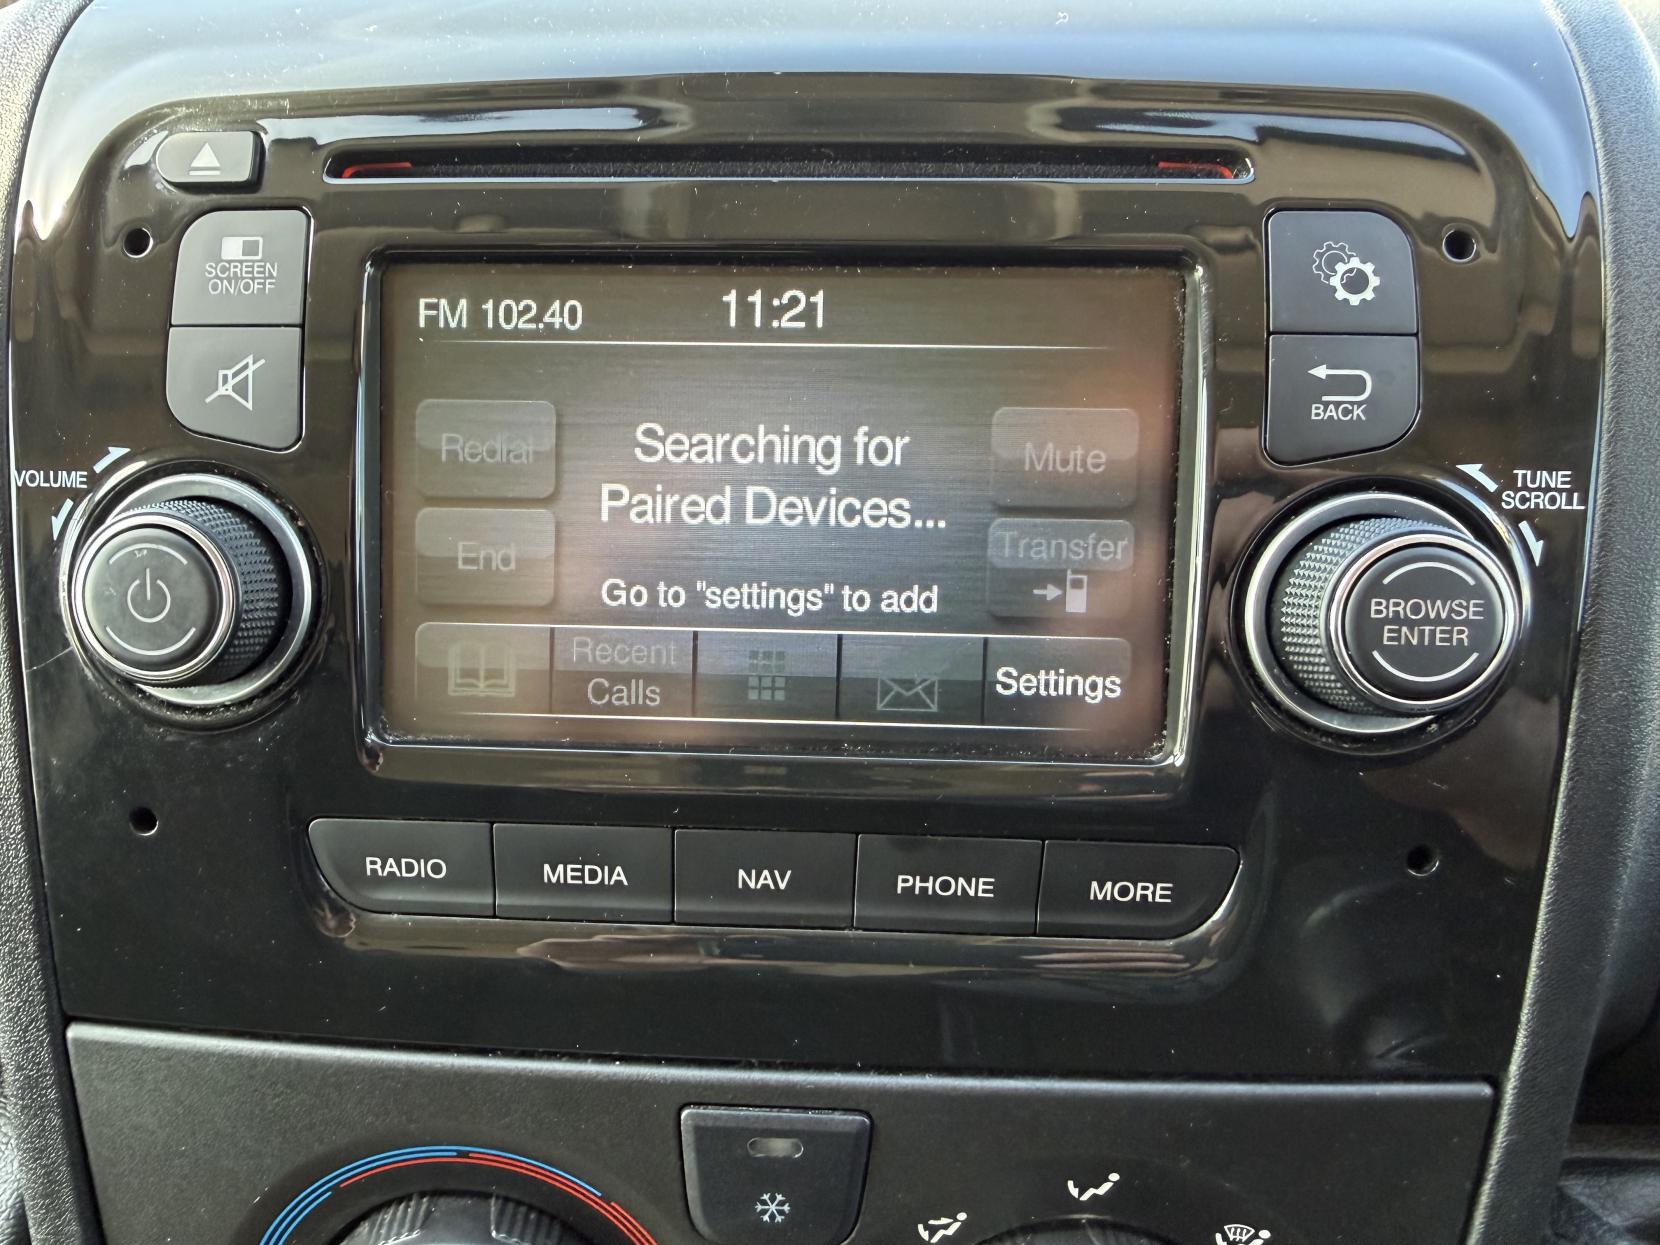 SCREEN
ON/OFF
VOLUME
FM 102.40
11:21
Redial
Searching for
Paired Devices...
Mute
End
Transfer
Go to "settings" to add
Recent
Calls
Settings
BACK
TUNE
SCROLL
BROWSE
ENTER
RADIO
MEDIA
NAV
PHONE
MORE